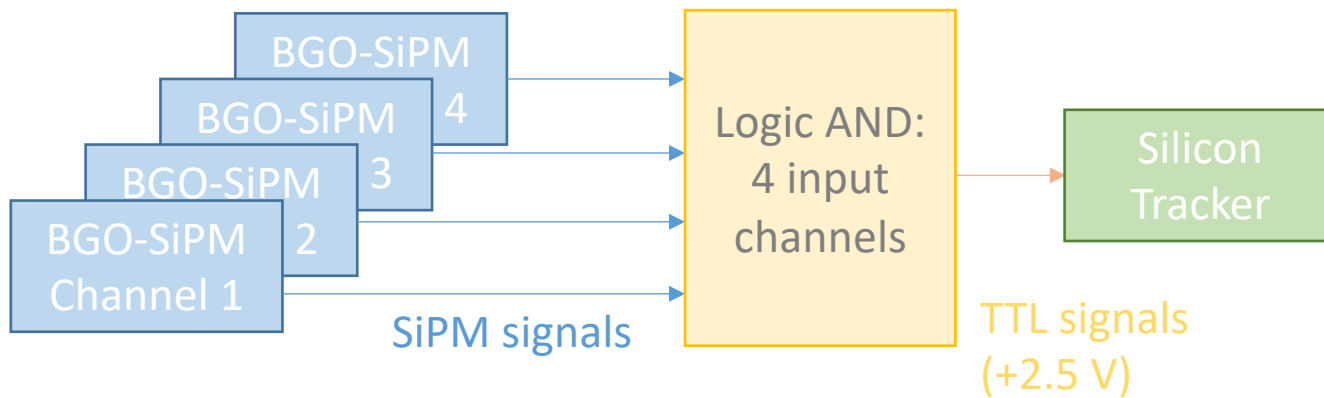 BGO-SiPM
4
BGO-SiPM
3
BGO-SiPM
2
BGO-SiPM
Channel 1
SiPM signals
Logic AND:
4 input
channels
TTL signals
(+2.5 V)
Silicon
Tracker